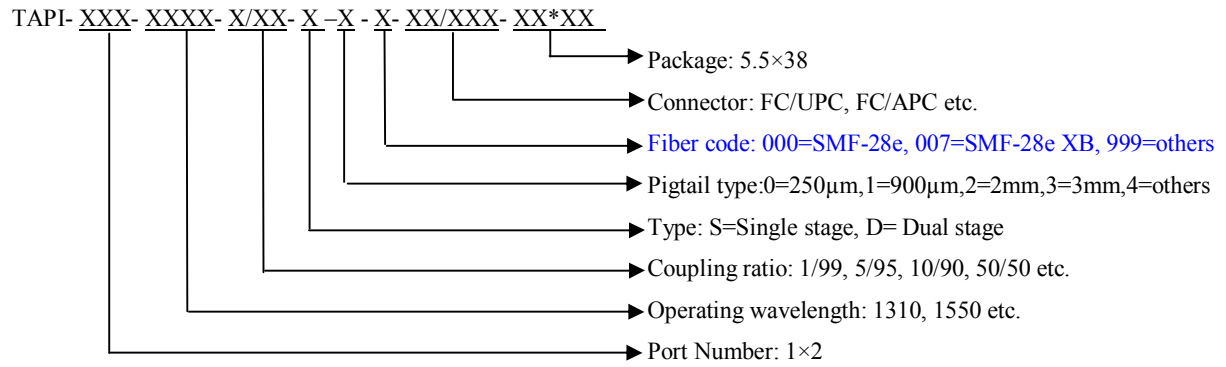 TAPI- XXX- XXXX- X/XX- X –X - X- XX/XXX- XX*XX
Package: 5.5×38
Connector: FC/UPC, FC/APC etc.
Fiber code: 000=SMF-28e, 007=SMF-28e XB, 999=others
Pigtail type:0=250μm,1=900μm,2=2mm,3=3mm,4=others
Type: S=Single stage, D= Dual stage
Coupling ratio: 1/99, 5/95, 10/90, 50/50 etc.
Operating wavelength: 1310, 1550 etc.
Port Number: 1×2